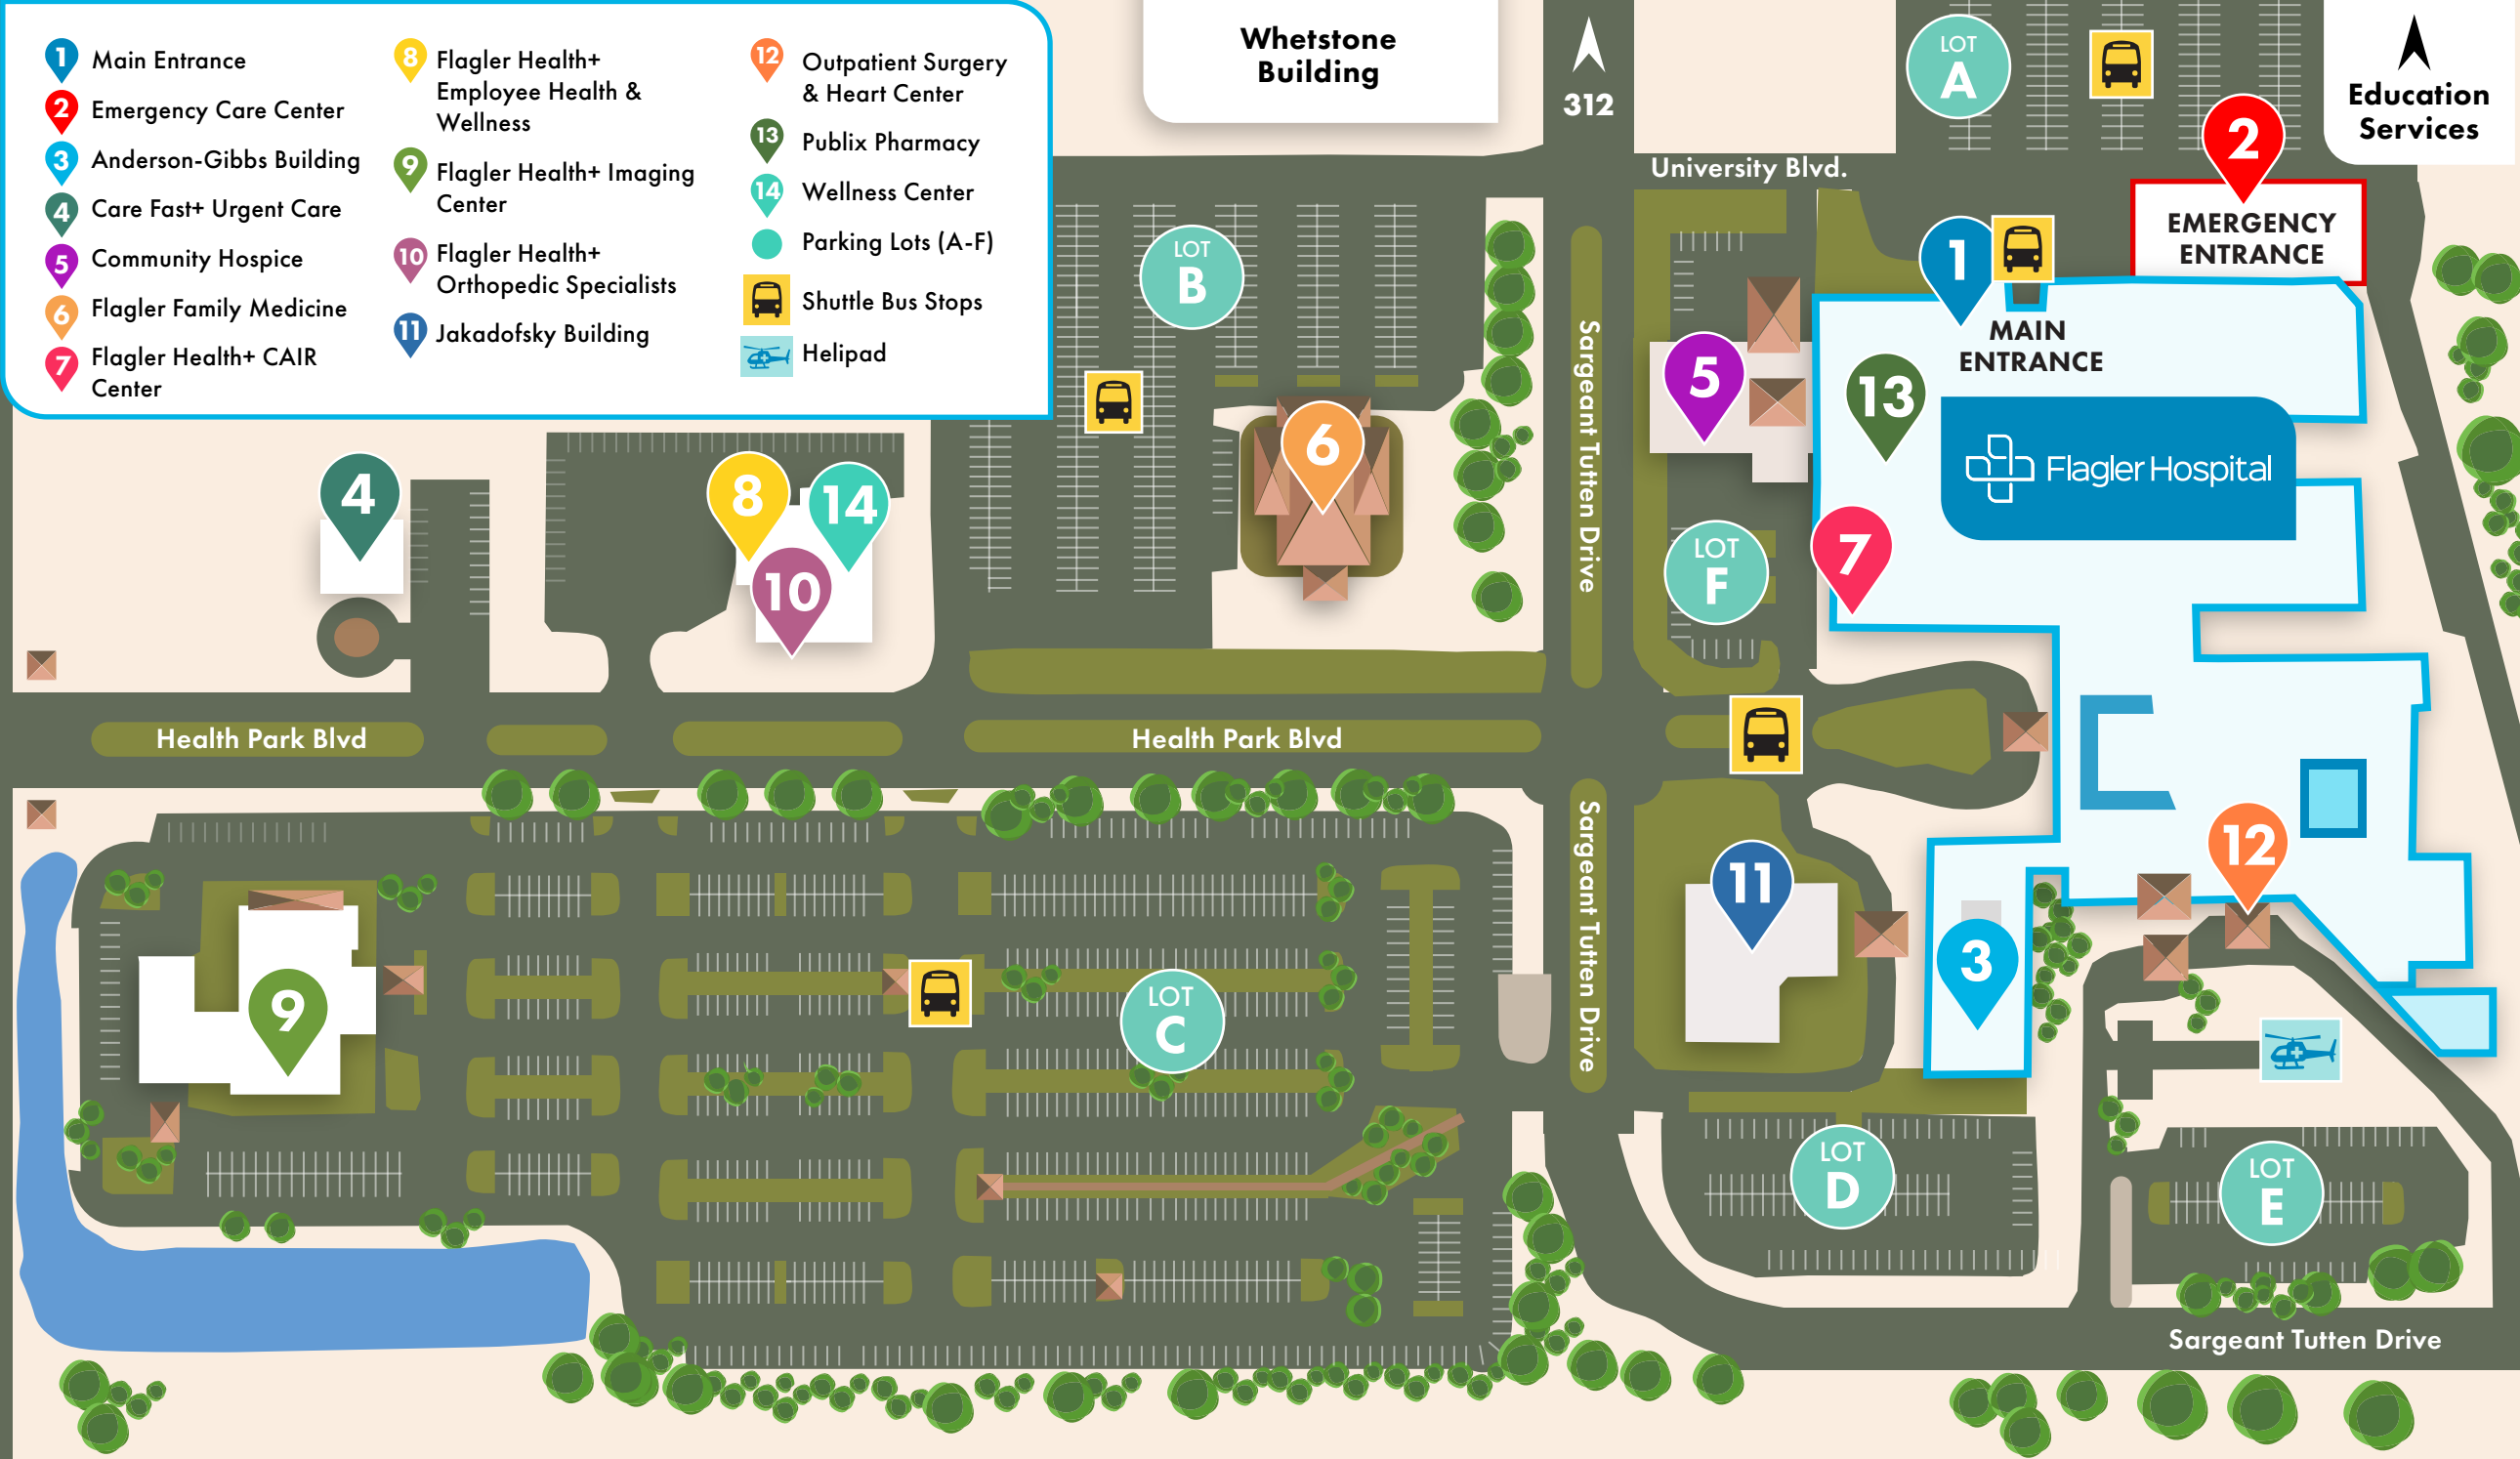 1 Main Entrance
2 Emergency Care Center
3 Anderson-Gibbs Building
4 Care Fast+ Urgent Care
5 Community Hospice
6 Flagler Family Medicine
7 Flagler Health+ CAIR
Center
8 Flagler Health+
Employee Health &
Wellness
9 Flagler Health+ Imaging
Center
10 Flagler Health+
Orthopedic Specialists
11 Jakadofsky Building
12 Outpatient Surgery
& Heart Center
13 Publix Pharmacy
14 Wellness Center
Parking Lots (A-F)
Shuttle Bus Stops
Helipad
Whetstone
Building
312
LOT
A
Education
Services
University Blvd.
2
EMERGENCY
ENTRANCE
1
MAIN
ENTRANCE
LOT
B
Sargeant Tutten Drive
5
13
Flagler Hospital
6
4
8
14
10
LOT
F
7
Health Park Blvd
Health Park Blvd
Sargeant Tutten Drive
11
12
3
9
LOT
C
LOT
D
LOT
E
Sargeant Tutten Drive